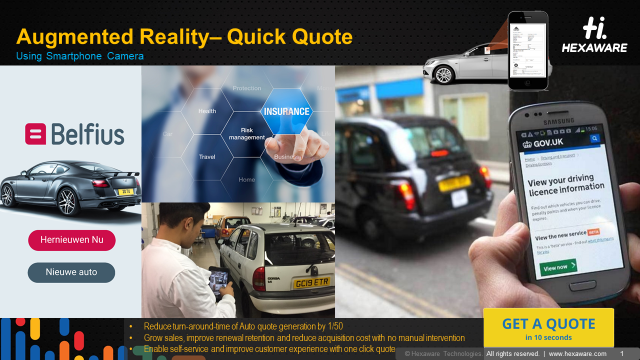 Augmented Reality– Quick Quote
Using Smartphone Camera
HEXAWARE
Belfius
Hernieuwen Nu
Nieuwe auto
Protection
Health
INSURANCE
Risk
management
Travel
Business
Home
GC19 EFG
SAMSUNG
GOV.UK
View your driving
licence information
View the new service
View now
• Reduce turn-around-time of Auto quote generation by 1/50
• Grow sales, improve renewal retention and reduce acquisition cost with no manual intervention
• Enable self-service and improve customer experience with one click quote
GET A QUOTE
in 10 seconds
© Hexaware Technologies. All rights reserved. | www.hexaware.com
1